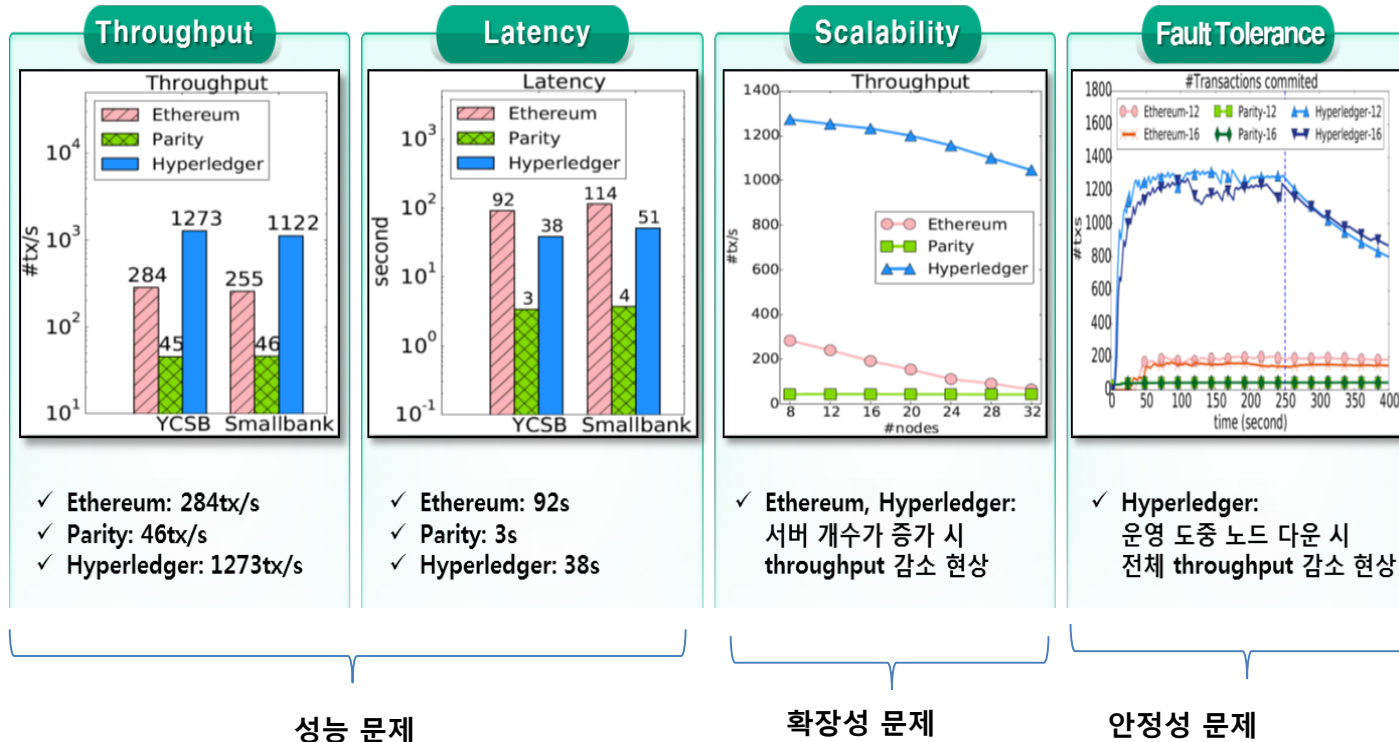 Throughput
Throughput
Ethereum
Parity
Hyperledger
#tx/s
10^4
10^3
10^2
10^1
284
45
1273
255
46
1122
YCSB Smallbank
✓ Ethereum: 284tx/s
✓ Parity: 46tx/s
✓ Hyperledger: 1273tx/s
Latency
Latency
Ethereum
Parity
Hyperledger
second
10^3
10^2
10^1
10^0
10^-1
92
3
38
114
4
51
YCSB Smallbank
✓ Ethereum: 92s
✓ Parity: 3s
✓ Hyperledger: 38s
Scalability
Throughput
#tx/s
1400
1200
1000
800
600
400
200
0
Ethereum
Parity
Hyperledger
8 12 16 20 24 28 32
#nodes
✓ Ethereum, Hyperledger:
서버 개수가 증가 시
throughput 감소 현상
Fault Tolerance
#Transactions commited
Ethereum-12 Parity-12 Hyperledger-12
Ethereum-16 Parity-16 Hyperledger-16
#txs
1800
1600
1400
1200
1000
800
600
400
200
0
0 50 100 150 200 250 300 350 400
time (second)
✓ Hyperledger:
운영 도중 노드 다운 시
전체 throughput 감소 현상
성능 문제
확장성 문제
안정성 문제